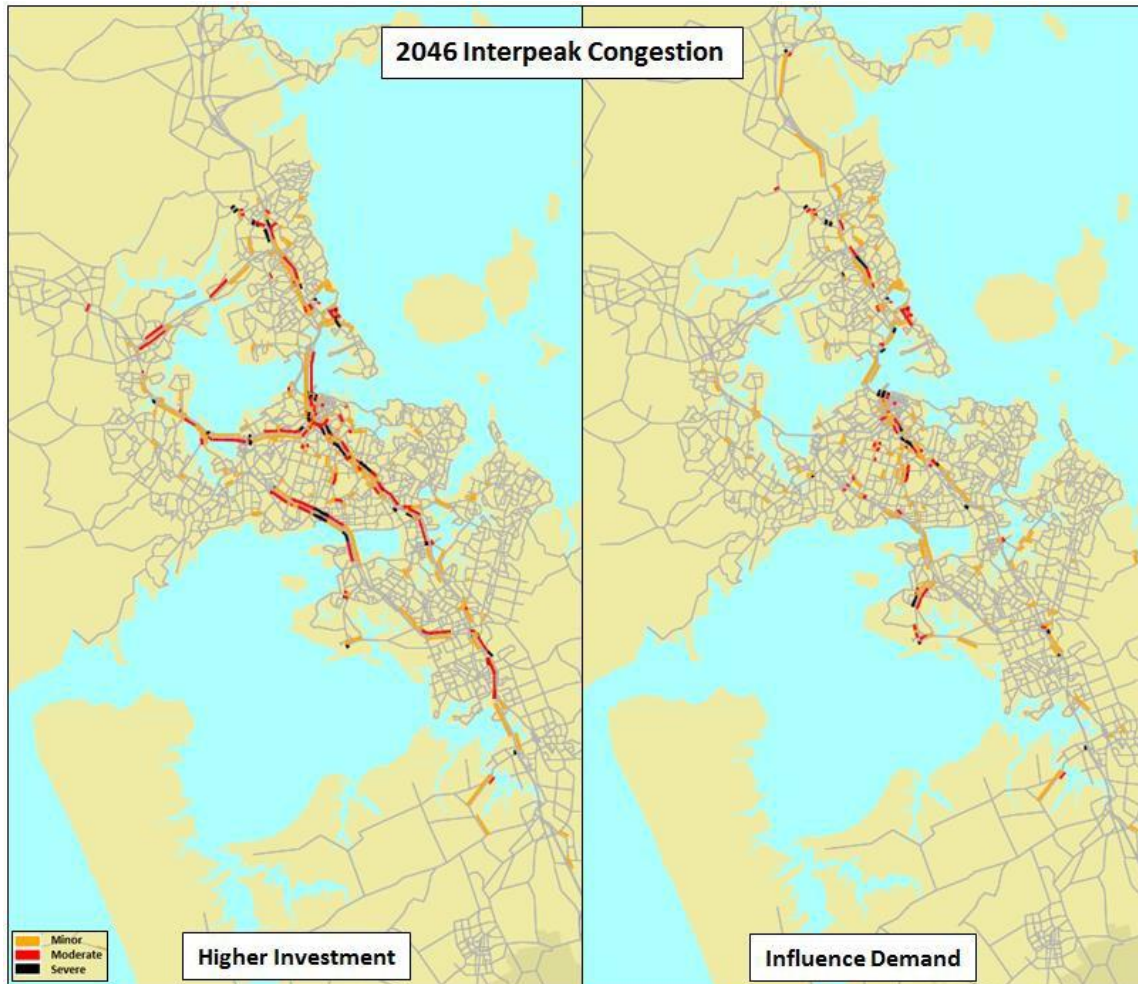 2046 Interpeak Congestion
Minor
Moderate
Severe
Higher Investment
Influence Demand